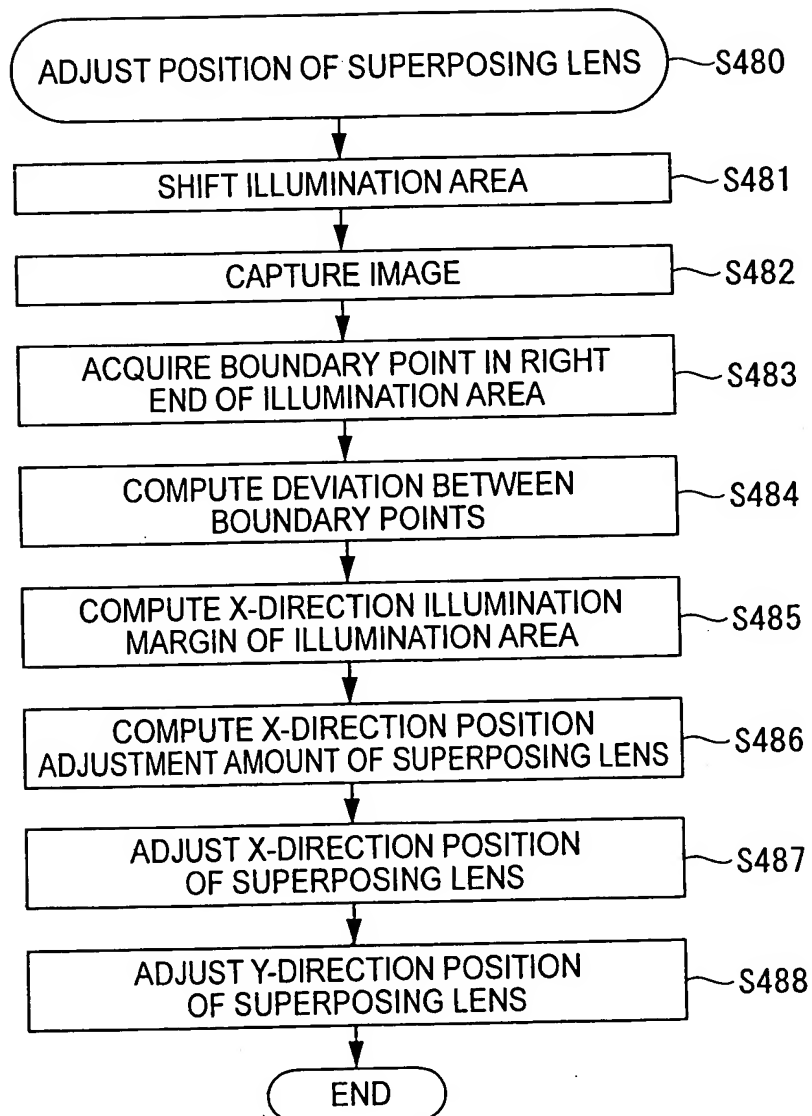 ADJUST POSITION OF SUPERPOSING LENS
S480
SHIFT ILLUMINATION AREA
S481
CAPTURE IMAGE
S482
ACQUIRE BOUNDARY POINT IN RIGHT
END OF ILLUMINATION AREA
S483
COMPUTE DEVIATION BETWEEN
BOUNDARY POINTS
S484
COMPUTE X-DIRECTION ILLUMINATION
MARGIN OF ILLUMINATION AREA
S485
COMPUTE X-DIRECTION POSITION
ADJUSTMENT AMOUNT OF SUPERPOSING LENS
S486
ADJUST X-DIRECTION POSITION
OF SUPERPOSING LENS
S487
ADJUST Y-DIRECTION POSITION
OF SUPERPOSING LENS
S488
END